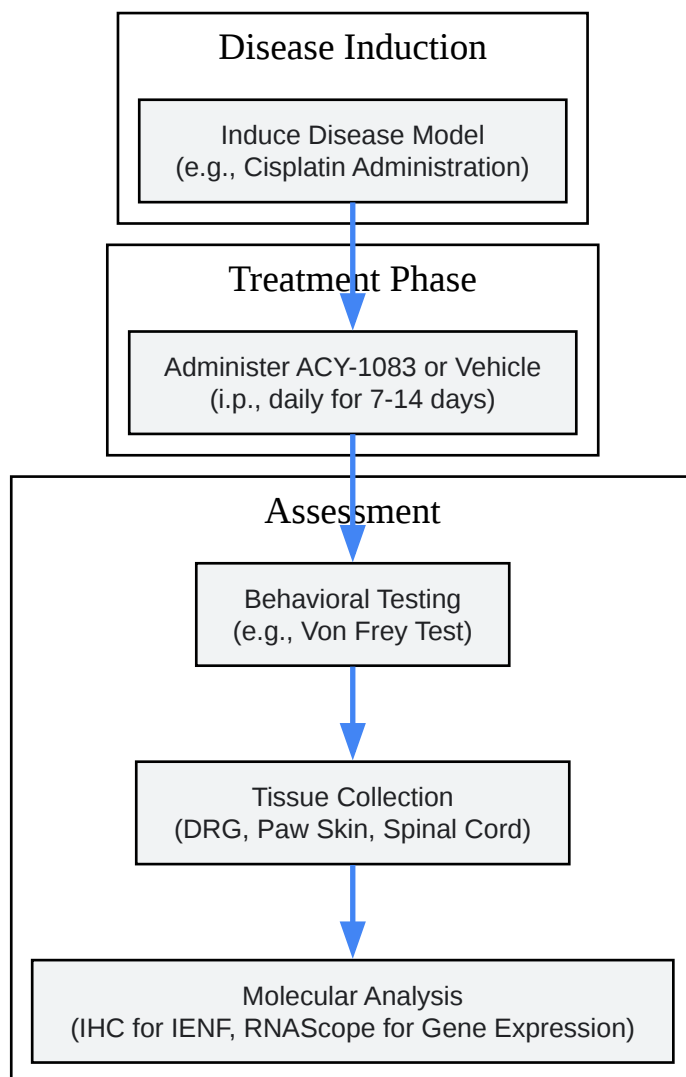 Disease Induction
Induce Disease Model
(e.g., Cisplatin Administration)
Treatment Phase
Administer ACY-1083 or Vehicle
(i.p., daily for 7-14 days)
Assessment
Behavioral Testing
(e.g., Von Frey Test)
Tissue Collection
(DRG, Paw Skin, Spinal Cord)
Molecular Analysis
(IHC for IENF, RNAScope for Gene Expression)